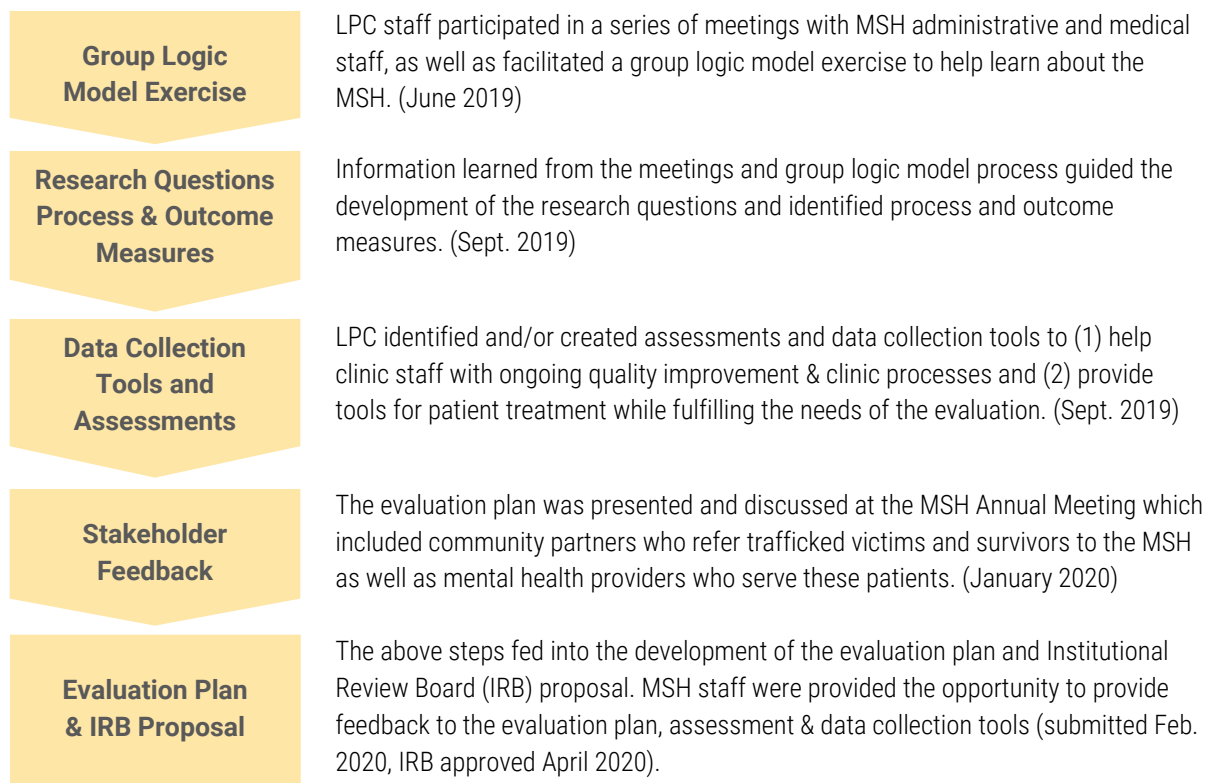 Group Logic
Model Exercise
LPC staff participated in a series of meetings with MSH administrative and medical
staff, as well as facilitated a group logic model exercise to help learn about the
MSH. (June 2019)
Research Questions
Process & Outcome
Measures
Information learned from the meetings and group logic model process guided the
development of the research questions and identified process and outcome
measures. (Sept. 2019)
Data Collection
Tools and
Assessments
LPC identified and/or created assessments and data collection tools to (1) help
clinic staff with ongoing quality improvement & clinic processes and (2) provide
tools for patient treatment while fulfilling the needs of the evaluation. (Sept. 2019)
Stakeholder
Feedback
The evaluation plan was presented and discussed at the MSH Annual Meeting which
included community partners who refer trafficked victims and survivors to the MSH
as well as mental health providers who serve these patients. (January 2020)
Evaluation Plan
& IRB Proposal
The above steps fed into the development of the evaluation plan and Institutional
Review Board (IRB) proposal. MSH staff were provided the opportunity to provide
feedback to the evaluation plan, assessment & data collection tools (submitted Feb.
2020, IRB approved April 2020).